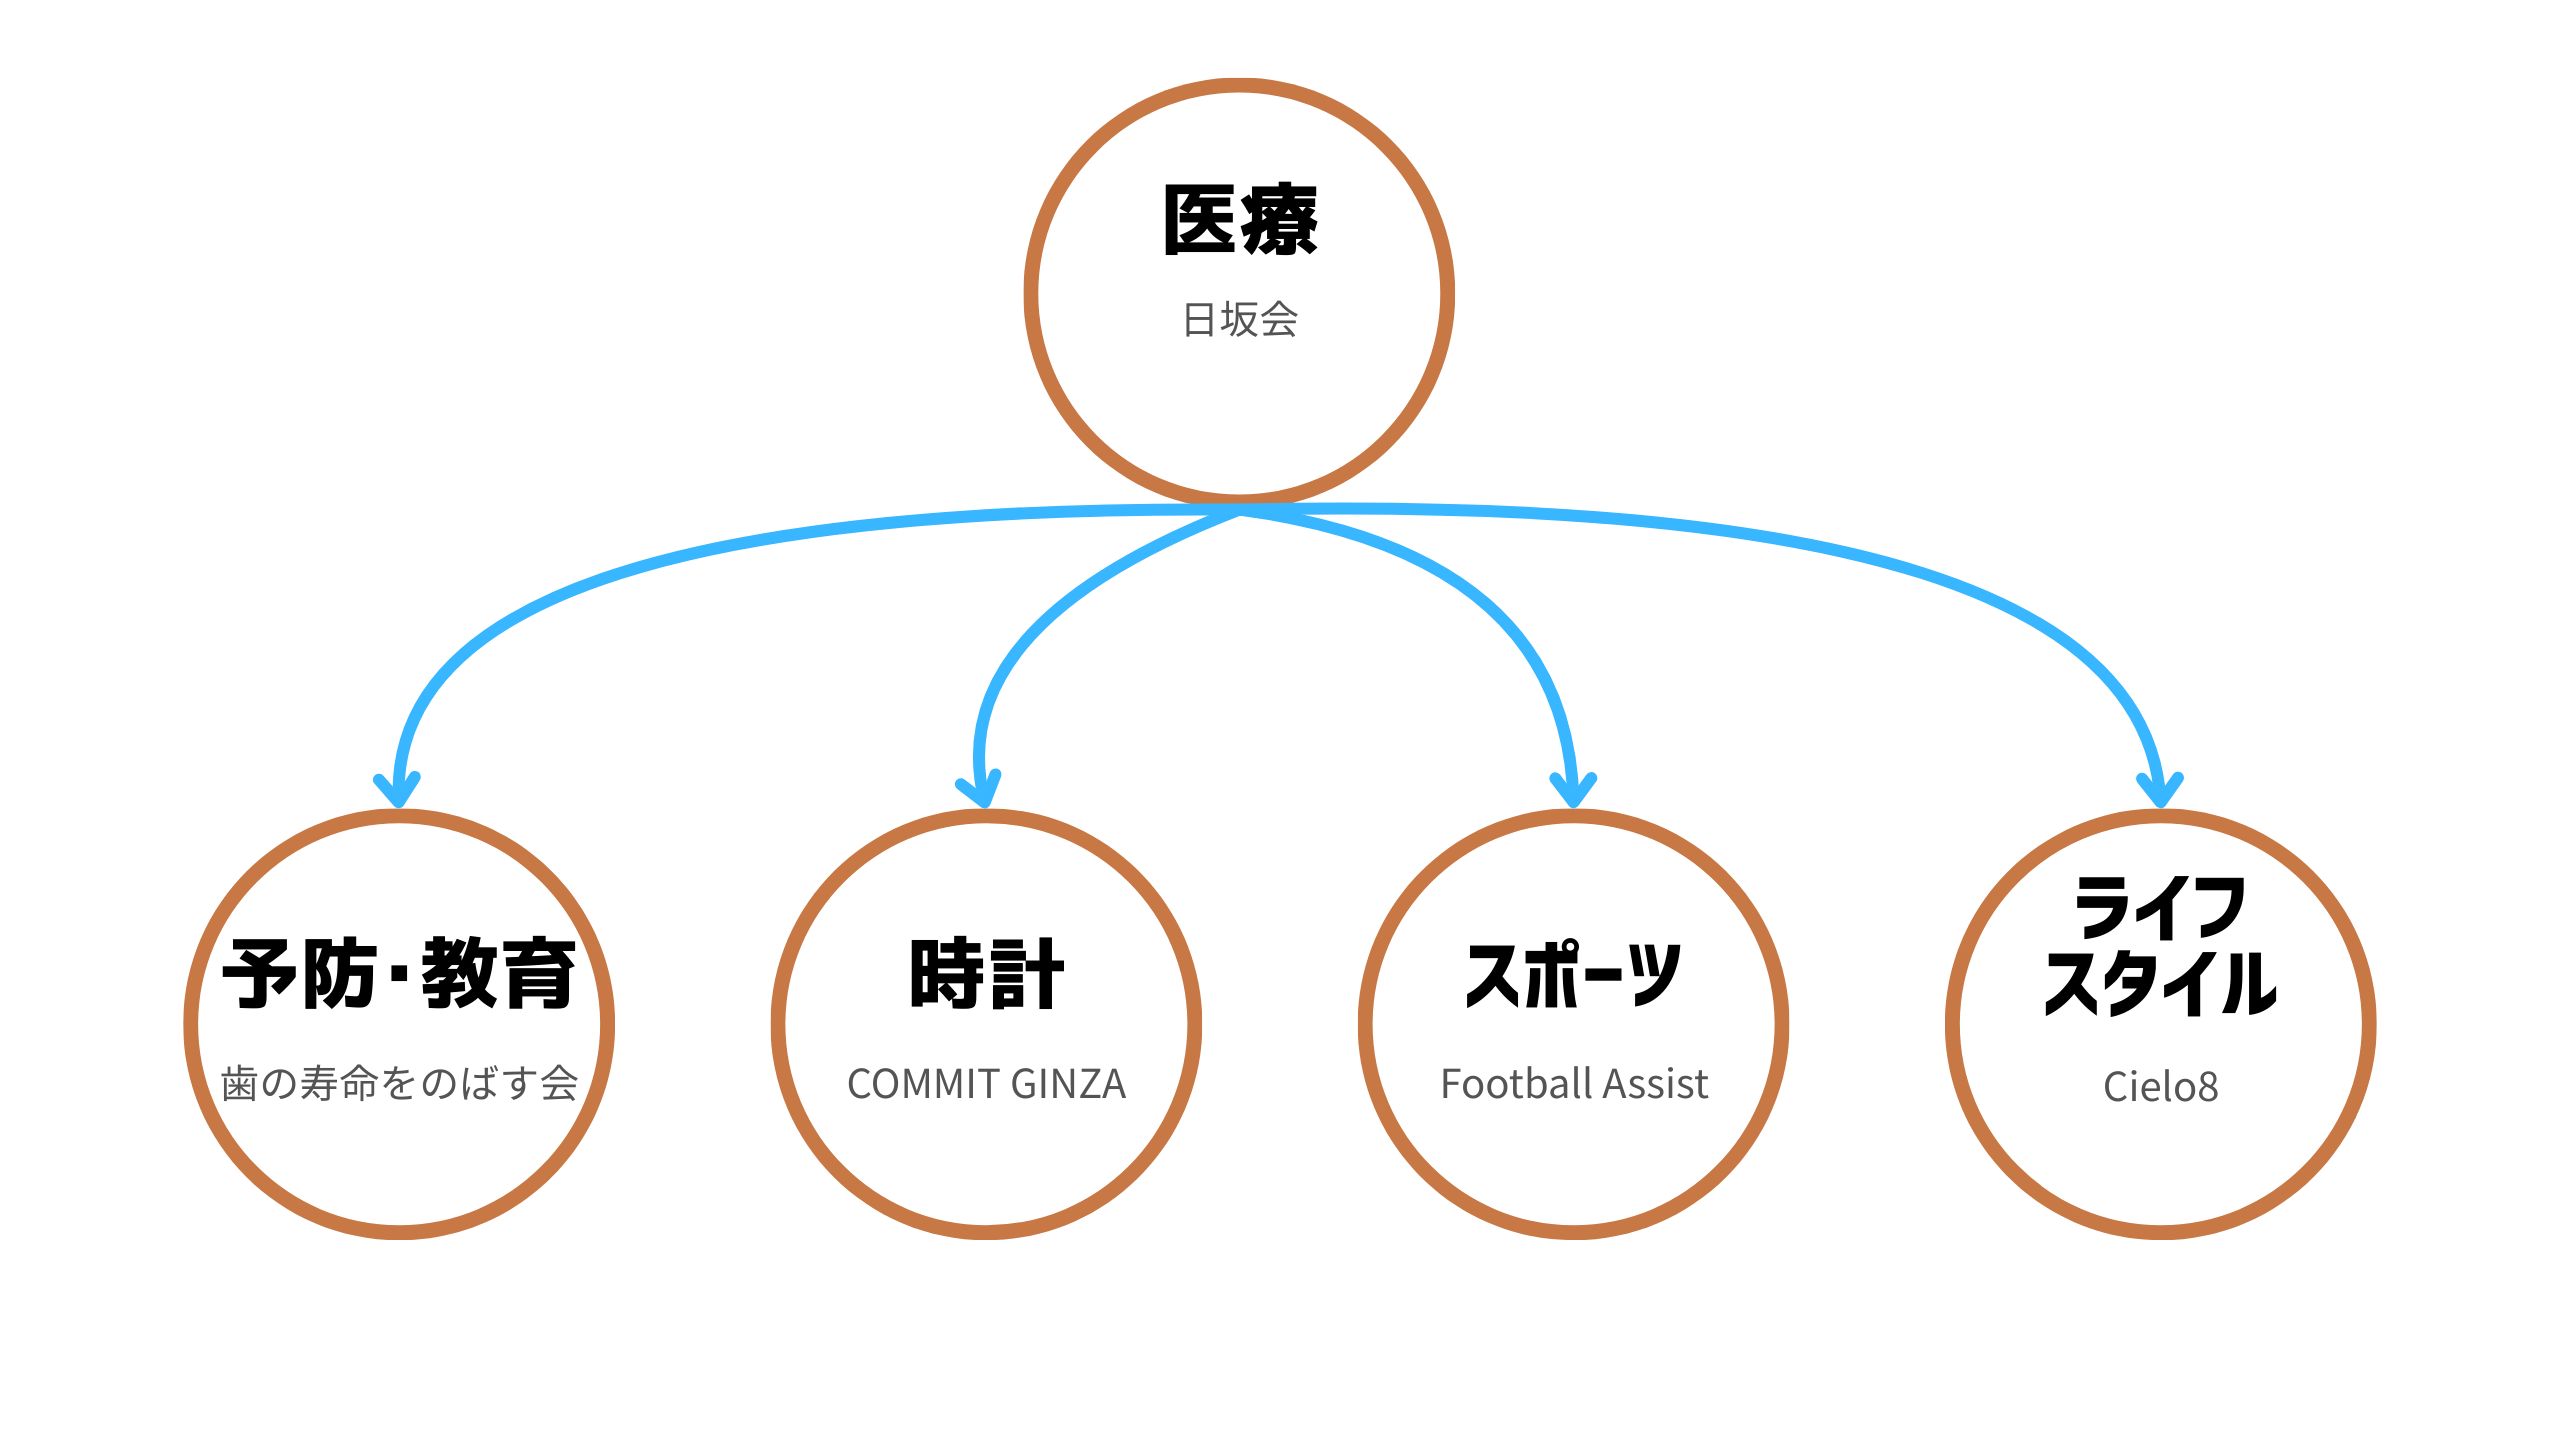 医療
日坂会
予防・教育
歯の寿命をのばす会
時計
COMMIT GINZA
スポーツ
Football Assist
ライフ
スタイル
Cielo8